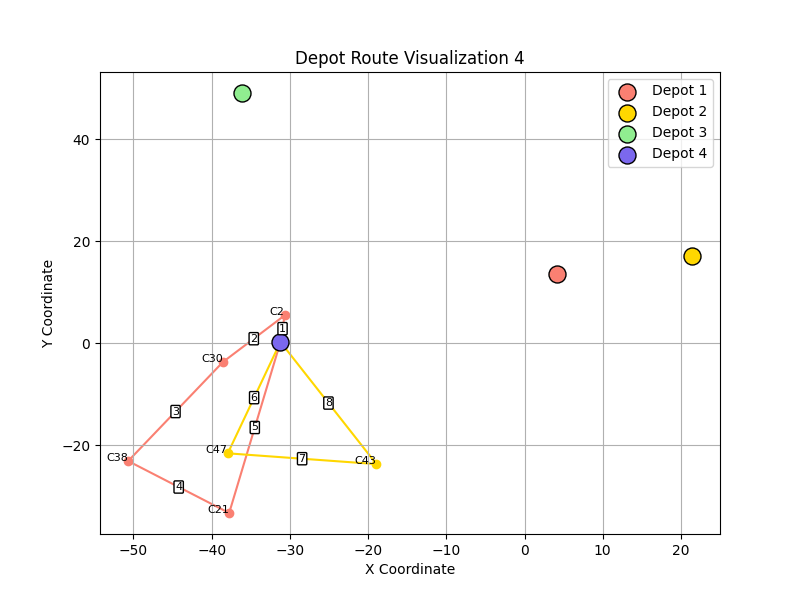 Depot Route Visualization 4
Depot 1
Depot 2
Depot 3
Depot 4
Y Coordinate
40
20
0
−20
C2
1
2
C30
3
6
8
5
C47
7
C43
C38
4
C21
−50
−40
−30
−20
−10
0
10
20
X Coordinate